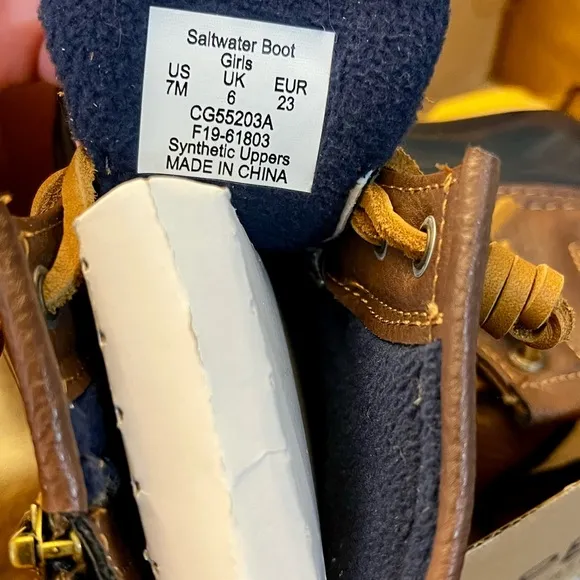 Saltwater Boot
Girls
US UK EUR
7M 6 23
CG55203A
F19-61803
Synthetic Uppers
MADE IN CHINA